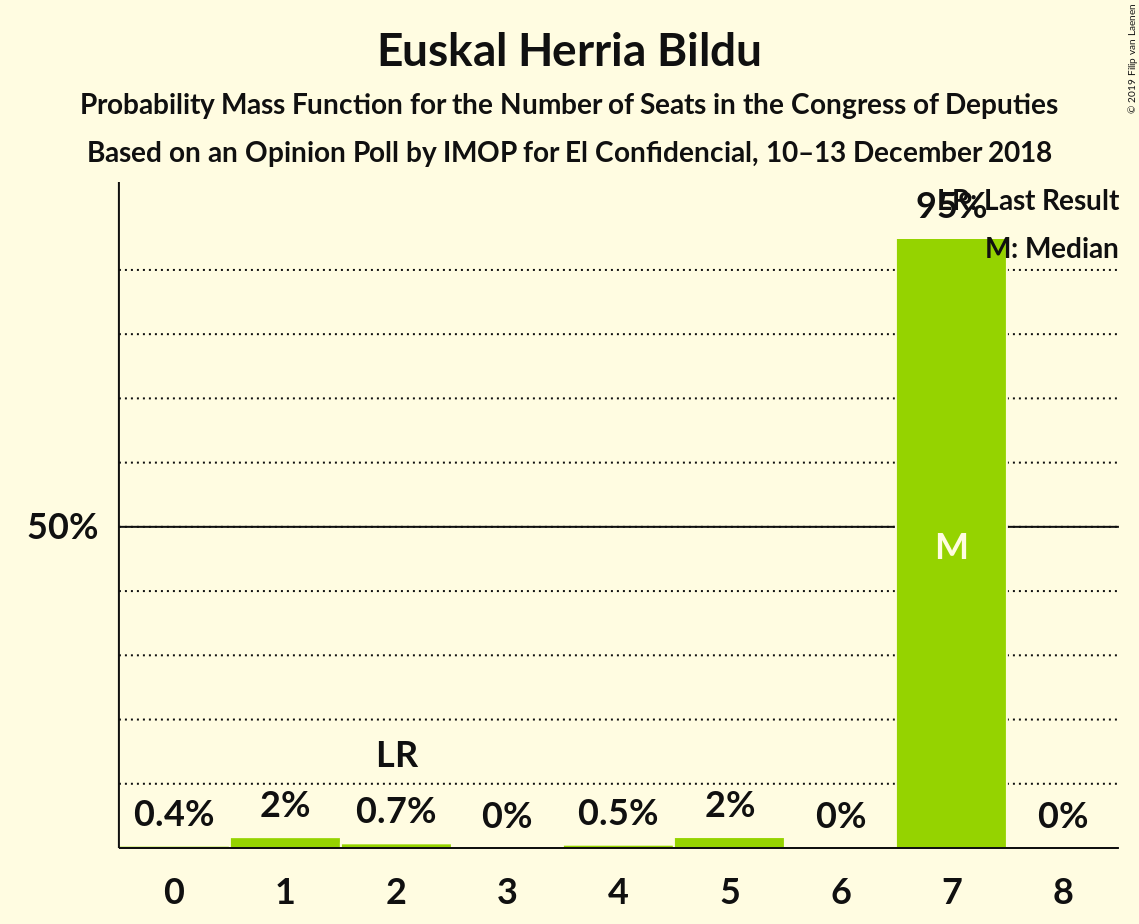 Euskal Herria Bildu
Probability Mass Function for the Number of Seats in the Congress of Deputies
Based on an Opinion Poll by IMOP for El Confidencial, 10–13 December 2018
© 2019 Filip van Laenen
LR: Last Result
M: Median
95%
50%
M
LR
0.4% 2% 0.7% 0% 0.5% 2% 0% 0%
0 1 2 3 4 5 6 7 8